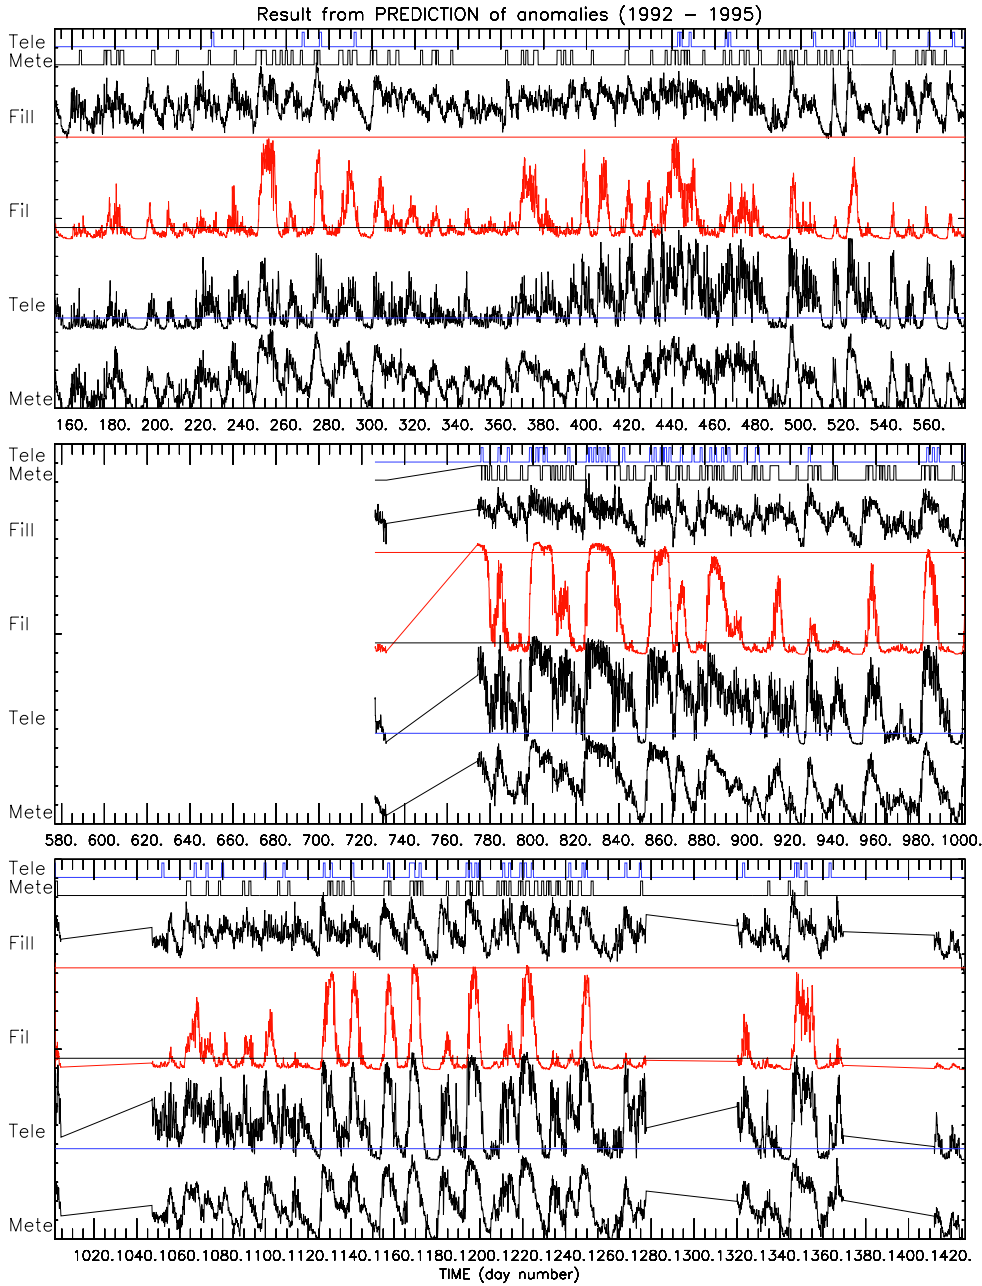 Result from PREDICTION of anomalies (1992 - 1995)
Tele
Mete
Fill
Fil
Tele
Mete
160. 180. 200. 220. 240. 260. 280. 300. 320. 340. 360. 380. 400. 420. 440. 460. 480. 500. 520. 540. 560.
Tele
Mete
Fill
Fil
Tele
Mete
580. 600. 620. 640. 660. 680. 700. 720. 740. 760. 780. 800. 820. 840. 860. 880. 900. 920. 940. 960. 980. 1000.
Tele
Mete
Fill
Fil
Tele
Mete
1020. 1040. 1060. 1080. 1100. 1120. 1140. 1160. 1180. 1200. 1220. 1240. 1260. 1280. 1300. 1320. 1340. 1360. 1380. 1400. 1420.
TIME (day number)